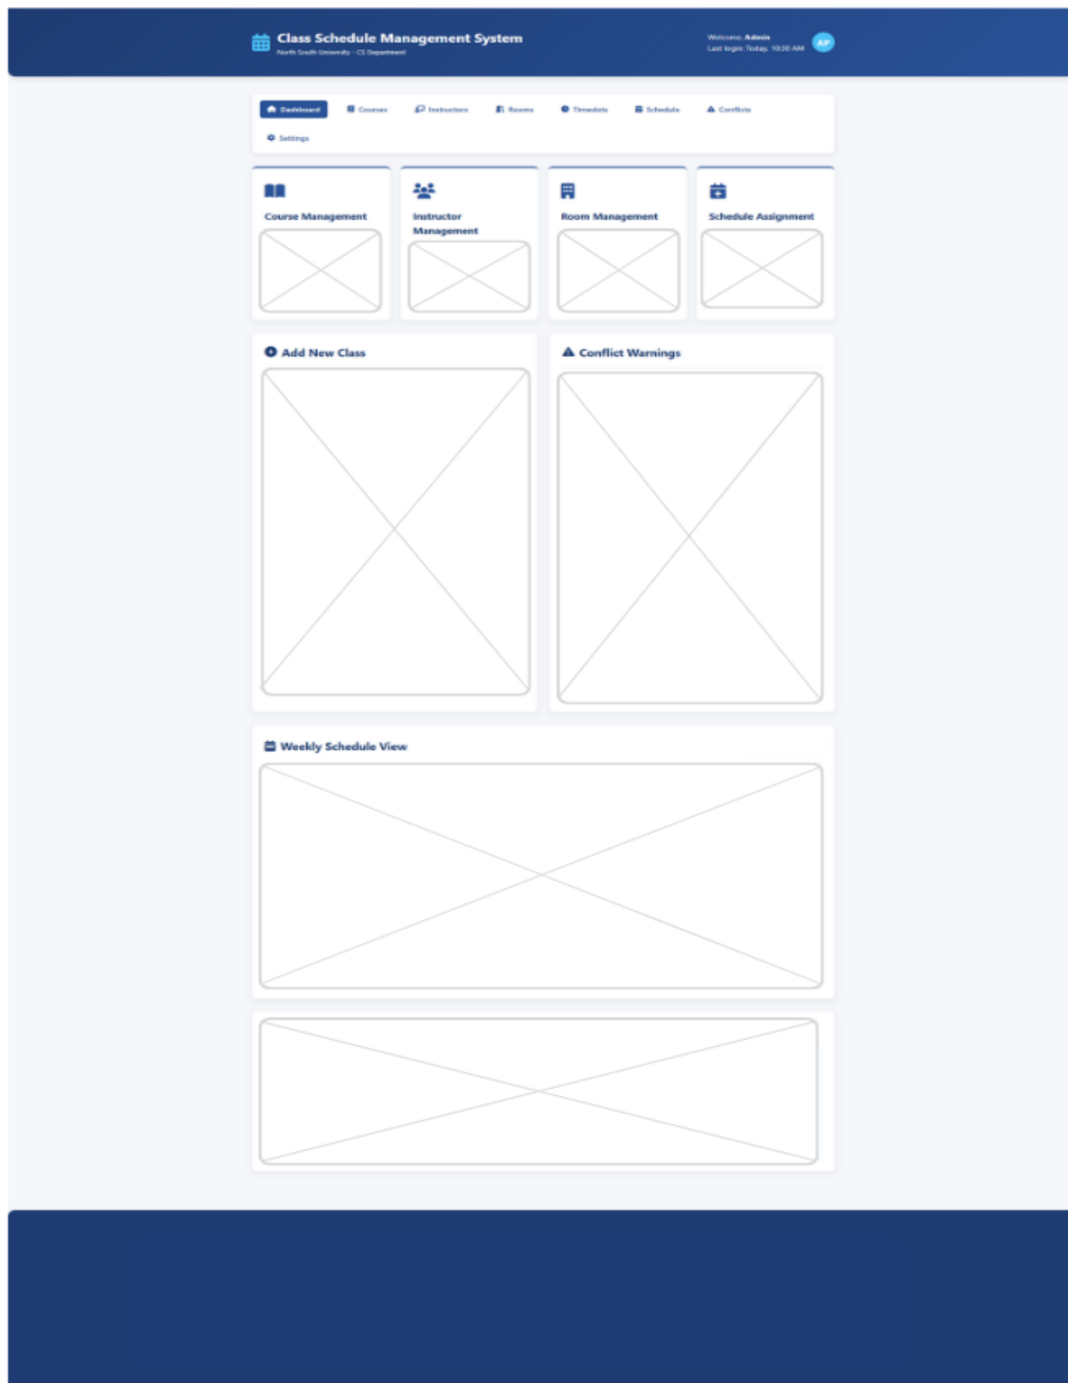 Class Schedule Management System
North South University - CS Department
Welcome, Admin
Last login: Today, 10:30 AM
AP
Dashboard
Courses
Instructors
Rooms
Timeslots
Schedule
Conflicts
Settings
Course Management
Instructor
Management
Room Management
Schedule Assignment
Add New Class
Conflict Warnings
Weekly Schedule View